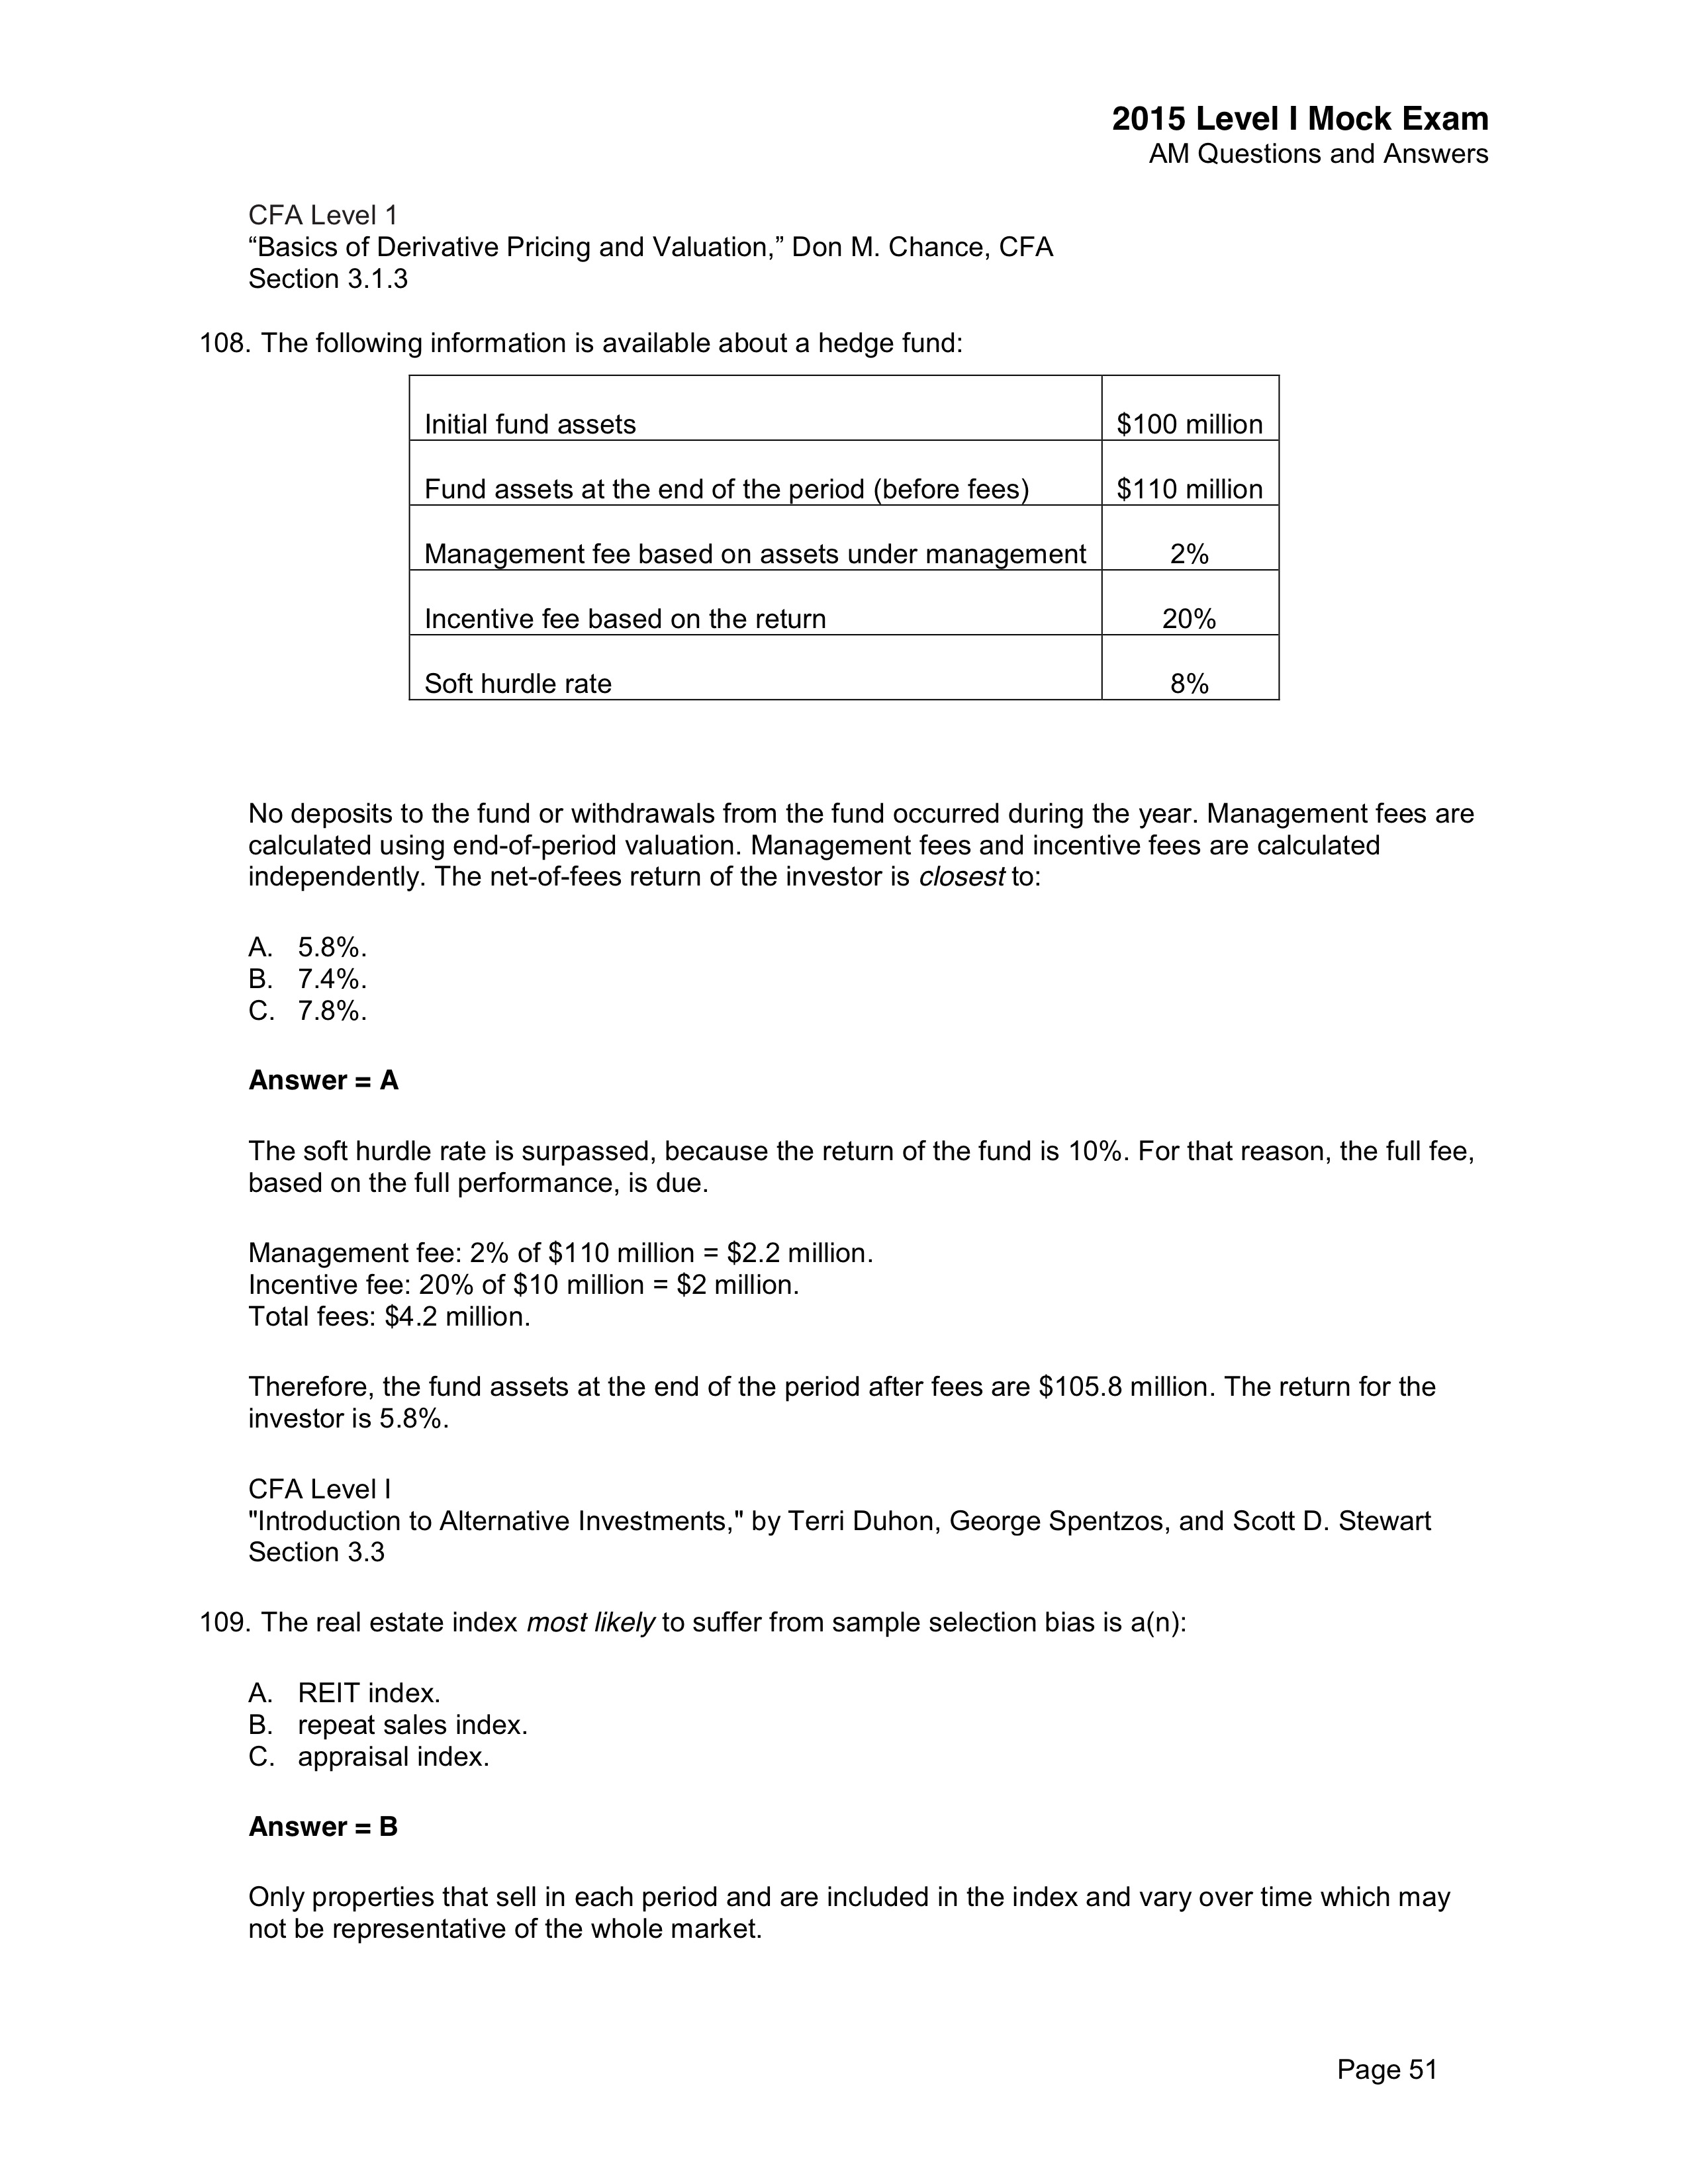 2015 Level I Mock Exam
AM Questions and Answers
CFA Level 1
“Basics of Derivative Pricing and Valuation,” Don M. Chance, CFA
Section 3.1.3
108. The following information is available about a hedge fund:
Initial fund assets $100 million
Fund assets at the end of the period (before fees) $110 million
Management fee based on assets under management 2%
Incentive fee based on the return 20%
Soft hurdle rate 8%
No deposits to the fund or withdrawals from the fund occurred during the year. Management fees are
calculated using end-of-period valuation. Management fees and incentive fees are calculated
independently. The net-of-fees return of the investor is closest to:
A. 5.8%.
B. 7.4%.
C. 7.8%.
Answer = A
The soft hurdle rate is surpassed, because the return of the fund is 10%. For that reason, the full fee,
based on the full performance, is due.
Management fee: 2% of $110 million = $2.2 million.
Incentive fee: 20% of $10 million = $2 million.
Total fees: $4.2 million.
Therefore, the fund assets at the end of the period after fees are $105.8 million. The return for the
investor is 5.8%.
CFA Level I
"Introduction to Alternative Investments," by Terri Duhon, George Spentzos, and Scott D. Stewart
Section 3.3
109. The real estate index most likely to suffer from sample selection bias is a(n):
A. REIT index.
B. repeat sales index.
C. appraisal index.
Answer = B
Only properties that sell in each period and are included in the index and vary over time which may
not be representative of the whole market.
Page 51